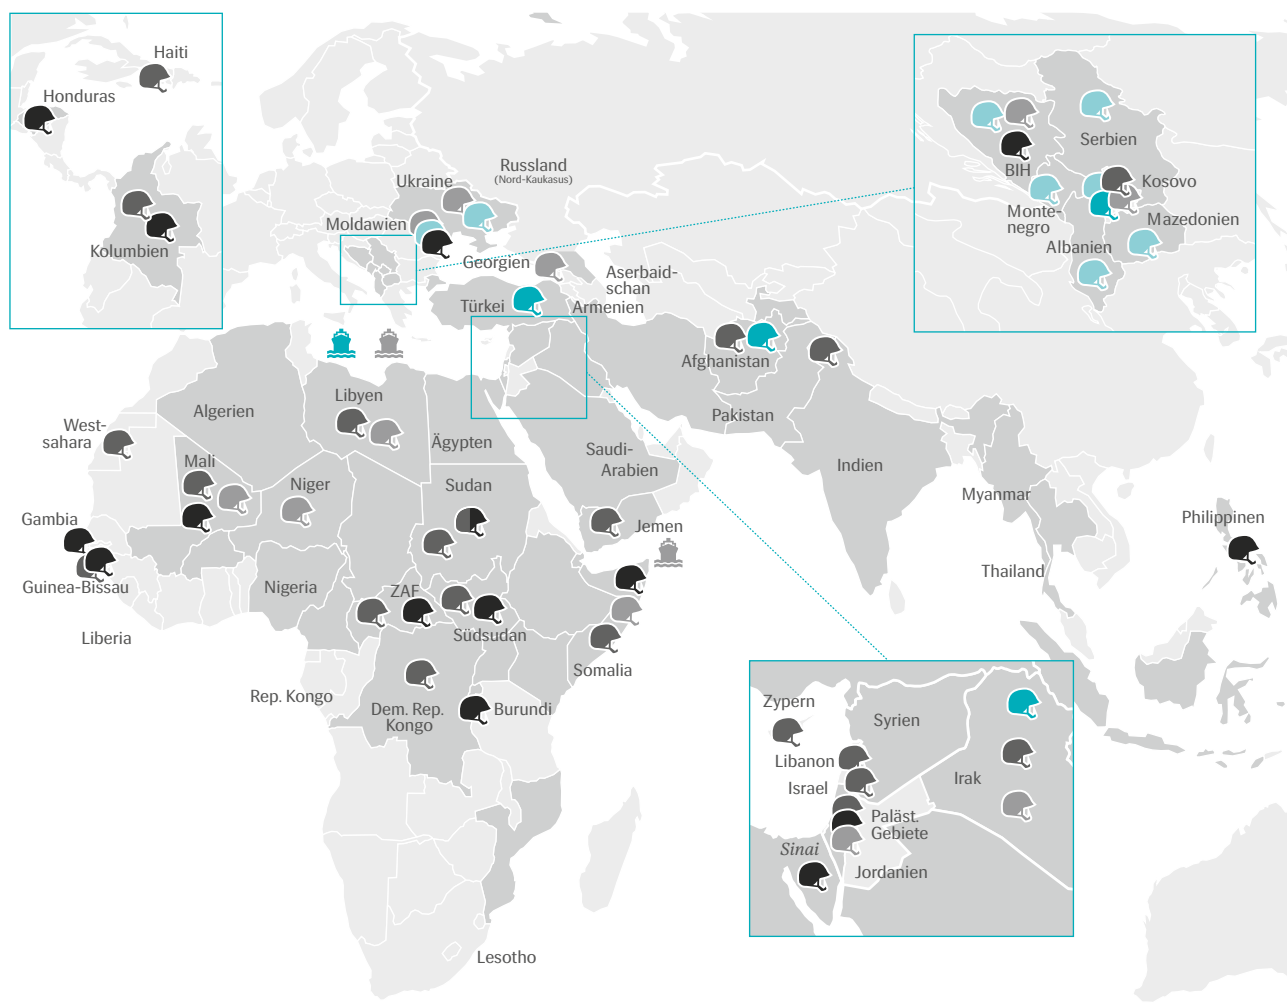 Haiti
Honduras
Kolumbien
Russland
(Nord-Kaukasus)
Ukraine
Moldawien
Georgien
Aserbaid-
schan
Türkei
Armenien
Serbien
BIH
Kosovo
Monte-
negro
Mazedonien
Albanien
Afghanistan
Pakistan
Indien
Myanmar
Thailand
Philippinen
Algerien
Libyen
Ägypten
West-
sahara
Saudi-
Arabien
Mali
Niger
Sudan
Jemen
Gambia
Guinea-Bissau
Nigeria
ZAF
Südsudan
Liberia
Somalia
Rep. Kongo
Dem. Rep.
Kongo
Burundi
Lesotho
Zypern
Syrien
Libanon
Israel
Irak
Paläst.
Gebiete
Sinai
Jordanien